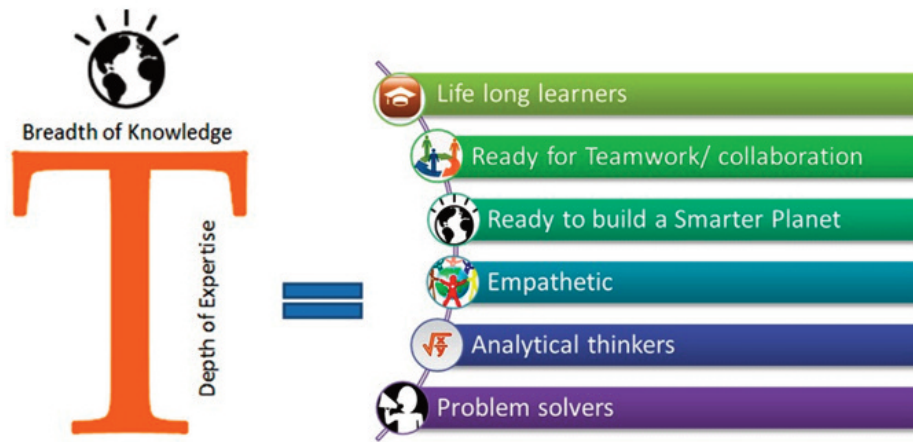 Breadth of Knowledge
T
Depth of Expertise
=
Life long learners
Ready for Teamwork/ collaboration
Ready to build a Smarter Planet
Empathetic
√x/y
Analytical thinkers
Problem solvers